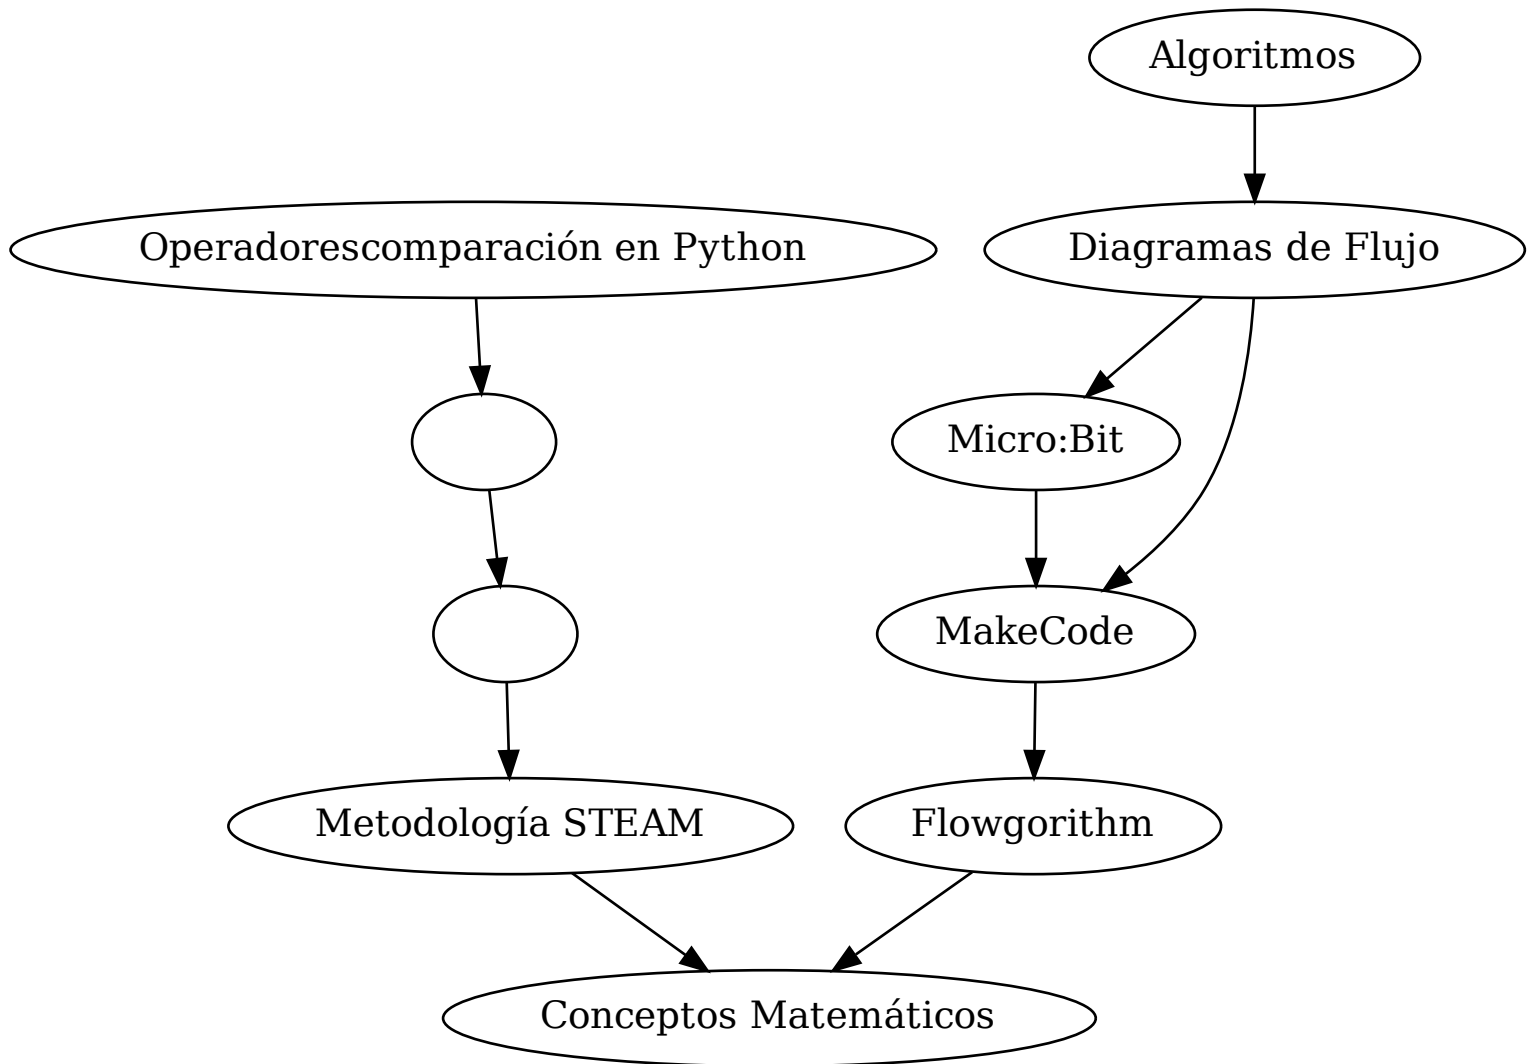 Algoritmos
Operadorescomparación en Python
Diagramas de Flujo
Micro:Bit
MakeCode
Metodología STEAM
Flowgorithm
Conceptos Matemáticos